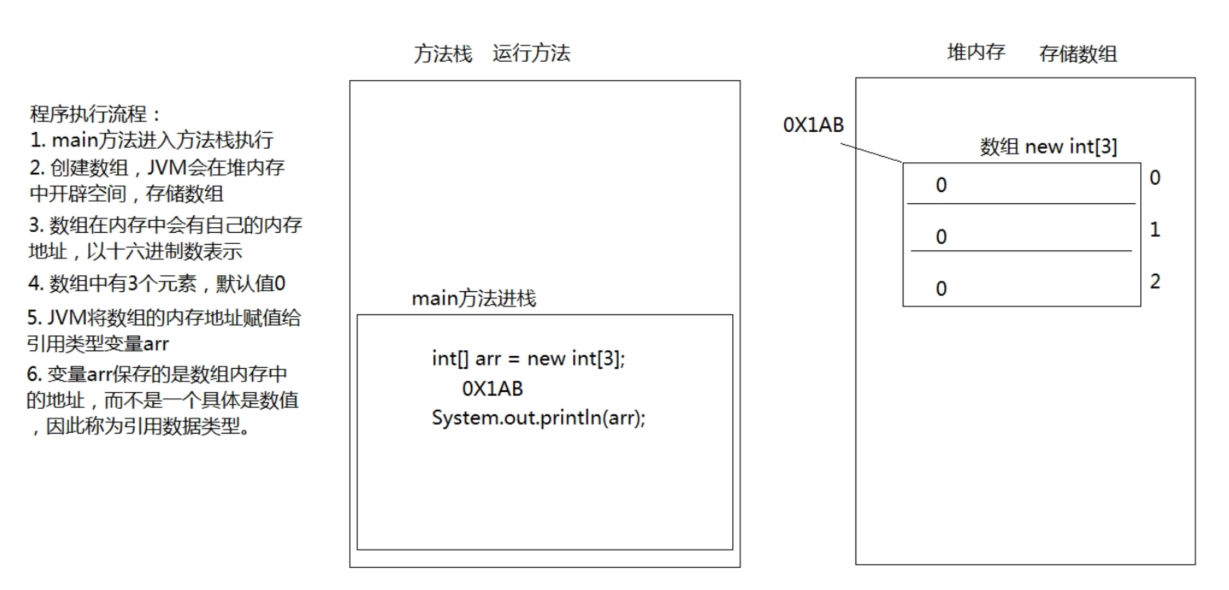 方法栈 运行方法
堆内存 存储数组
程序执行流程：
1. main方法进入方法栈执行
2. 创建数组，JVM会在堆内存
中开辟空间，存储数组
3. 数组在内存中会有自己的内存
地址，以十六进制数表示
4. 数组中有3个元素，默认值0
5. JVM将数组的内存地址赋值给
引用类型变量arr
6. 变量arr保存的是数组内存中
的地址，而不是一个具体是数值
，因此称为引用数据类型。
main方法进栈
int[] arr = new int[3];
0X1AB
System.out.println(arr);
0X1AB
数组 new int[3]
0 0
0 1
0 2